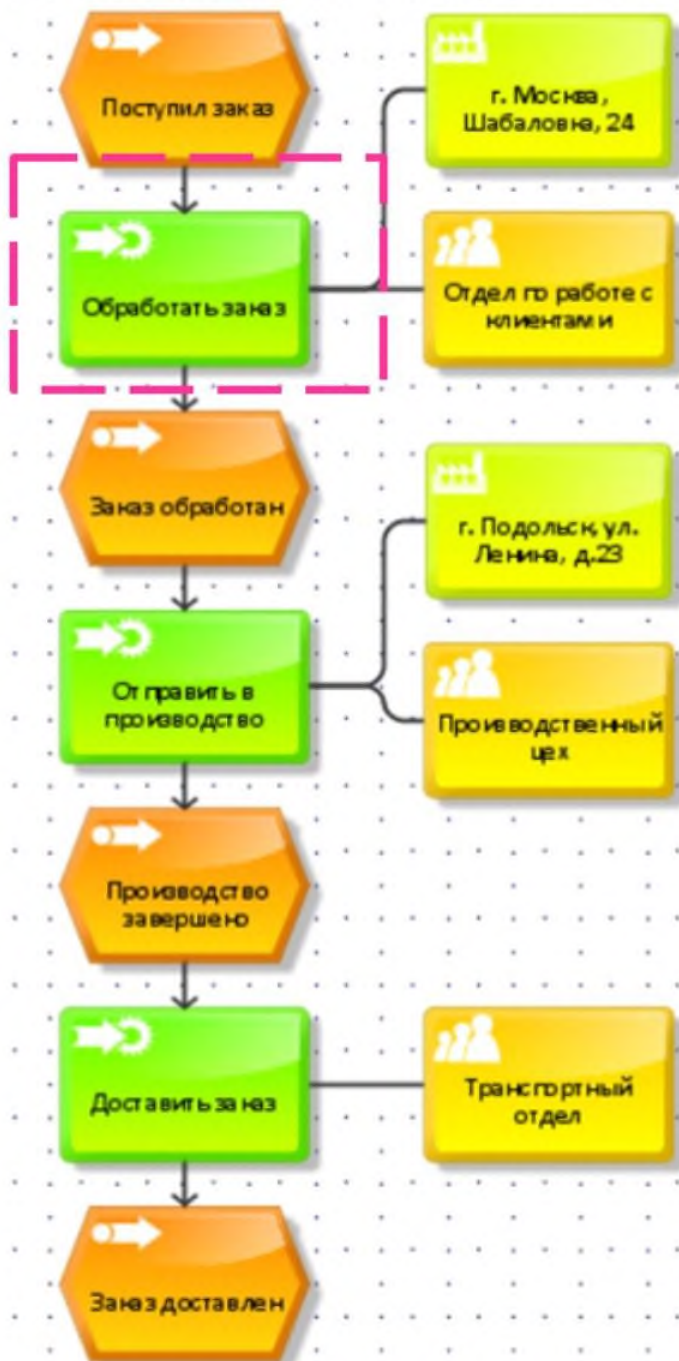 Поступил заказ
г. Москва,
Шабаловка, 24
Обработать заказ
Отдел по работе с
клиентами
Заказ обработан
г. Подольск, ул.
Ленина, д.23
Отправить в
производство
Производственный
цех
Производство
завершено
Доставить заказ
Транспортный
отдел
Заказ доставлен